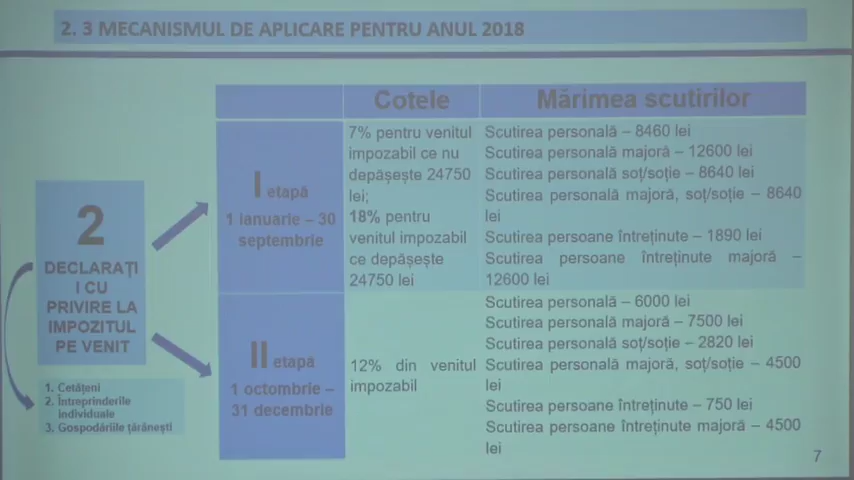 2. 3 MECANISMUL DE APLICARE PENTRU ANUL 2018
Cotele
Mărimea scutirilor
2
DECLARAȚI
I CU
PRIVIRE LA
IMPOZITUL
PE VENIT
1. Cetățeni
2. Întreprinderile
individuale
3. Gospodăriile țărănești
I etapă
1 ianuarie – 30
septembrie
7% pentru venitul
impozabil ce nu
depășește 24750
lei;
18% pentru
venitul impozabil
ce depășește
24750 lei
Scutirea personală – 8460 lei
Scutirea personală majoră – 12600 lei
Scutirea personală soț/soție – 8640 lei
Scutirea personală majoră, soț/soție – 8640
lei
Scutirea persoane întreținute – 1890 lei
Scutirea persoane întreținute majoră –
12600 lei
II etapă
1 octombrie –
31 decembrie
12% din venitul
impozabil
Scutirea personală – 6000 lei
Scutirea personală majoră – 7500 lei
Scutirea personală soț/soție – 2820 lei
Scutirea personală majoră, soț/soție – 4500
lei
Scutirea persoane întreținute – 750 lei
Scutirea persoane întreținute majoră – 4500
lei
7